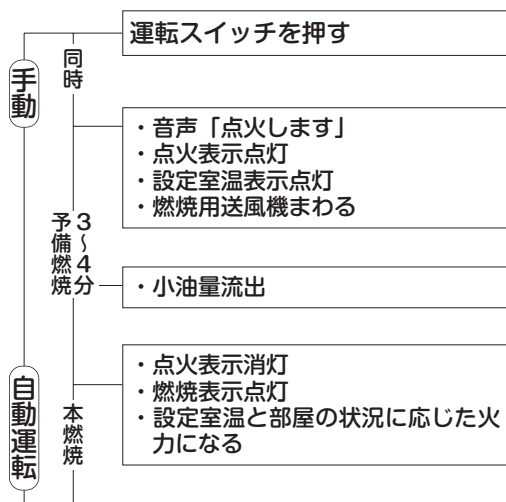 運転スイッチを押す
同時
手動
・音声「点火します」
・点火表示点灯
・設定室温表示点灯
・燃焼用送風機まわる
3～4分
予備燃焼
・小油量流出
・点火表示消灯
・燃焼表示点灯
・設定室温と部屋の状況に応じた火
力になる
自動運転
本燃焼